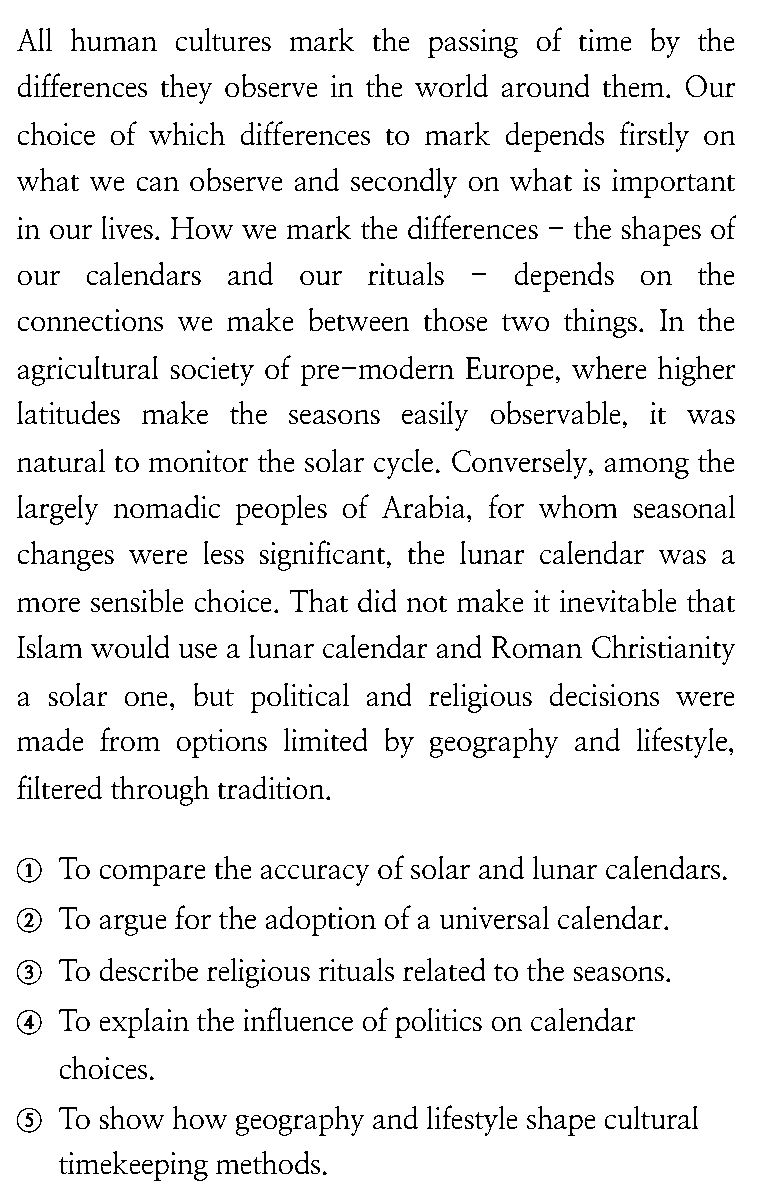 All human cultures mark the passing of time by the
differences they observe in the world around them. Our
choice of which differences to mark depends firstly on
what we can observe and secondly on what is important
in our lives. How we mark the differences - the shapes of
our calendars and our rituals - depends on the
connections we make between those two things. In the
agricultural society of pre-modern Europe, where higher
latitudes make the seasons easily observable, it was
natural to monitor the solar cycle. Conversely, among the
largely nomadic peoples of Arabia, for whom seasonal
changes were less significant, the lunar calendar was a
more sensible choice. That did not make it inevitable that
Islam would use a lunar calendar and Roman Christianity
a solar one, but political and religious decisions were
made from options limited by geography and lifestyle,
filtered through tradition.
① To compare the accuracy of solar and lunar calendars.
② To argue for the adoption of a universal calendar.
③ To describe religious rituals related to the seasons.
④ To explain the influence of politics on calendar
choices.
⑤ To show how geography and lifestyle shape cultural
timekeeping methods.